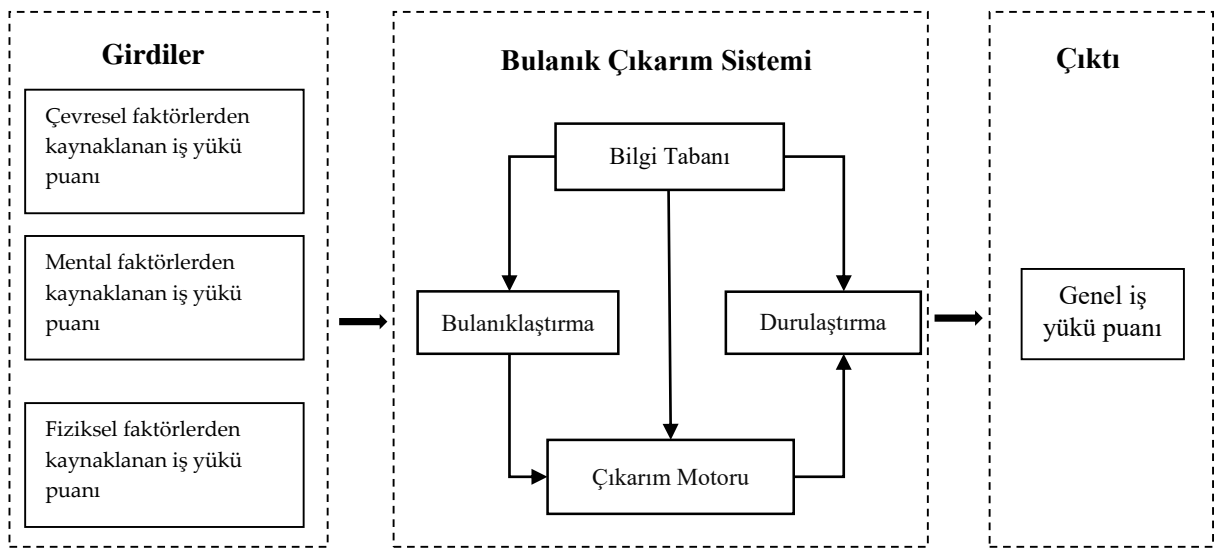 Girdiler
Çevresel faktörlerden
kaynaklanan iş yükü
puanı
Mental faktörlerden
kaynaklanan iş yükü
puanı
Fiziksel faktörlerden
kaynaklanan iş yükü
puanı
Bulanık Çıkarım Sistemi
Bilgi Tabanı
Bulanıklaştırma
Durulaştırma
Çıkarım Motoru
Çıktı
Genel iş
yükü puanı